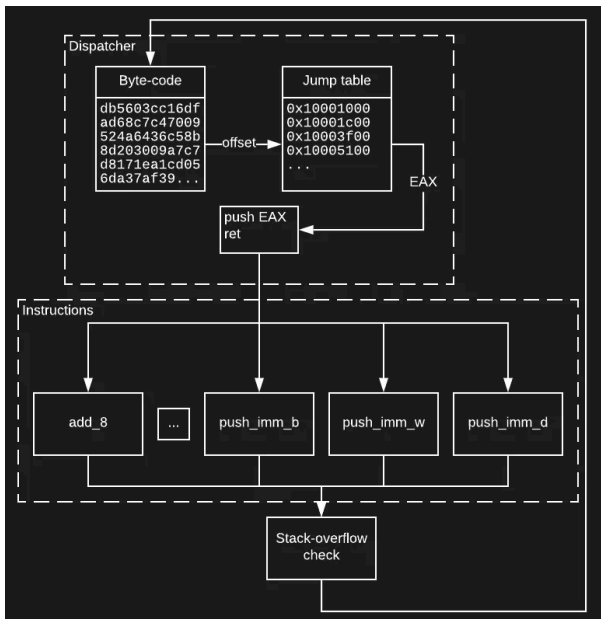 Dispatcher
Byte-code
db5603cc16df
ad68c7c47009
524a6436c58b
8d203009a7c7
d8171ea1cd05
6da37af39...
offset
Jump table
0x10001000
0x10001c00
0x10003f00
0x10005100
...
EAX
push EAX
ret
Instructions
add_8
...
push_imm_b
push_imm_w
push_imm_d
Stack-overflow
check